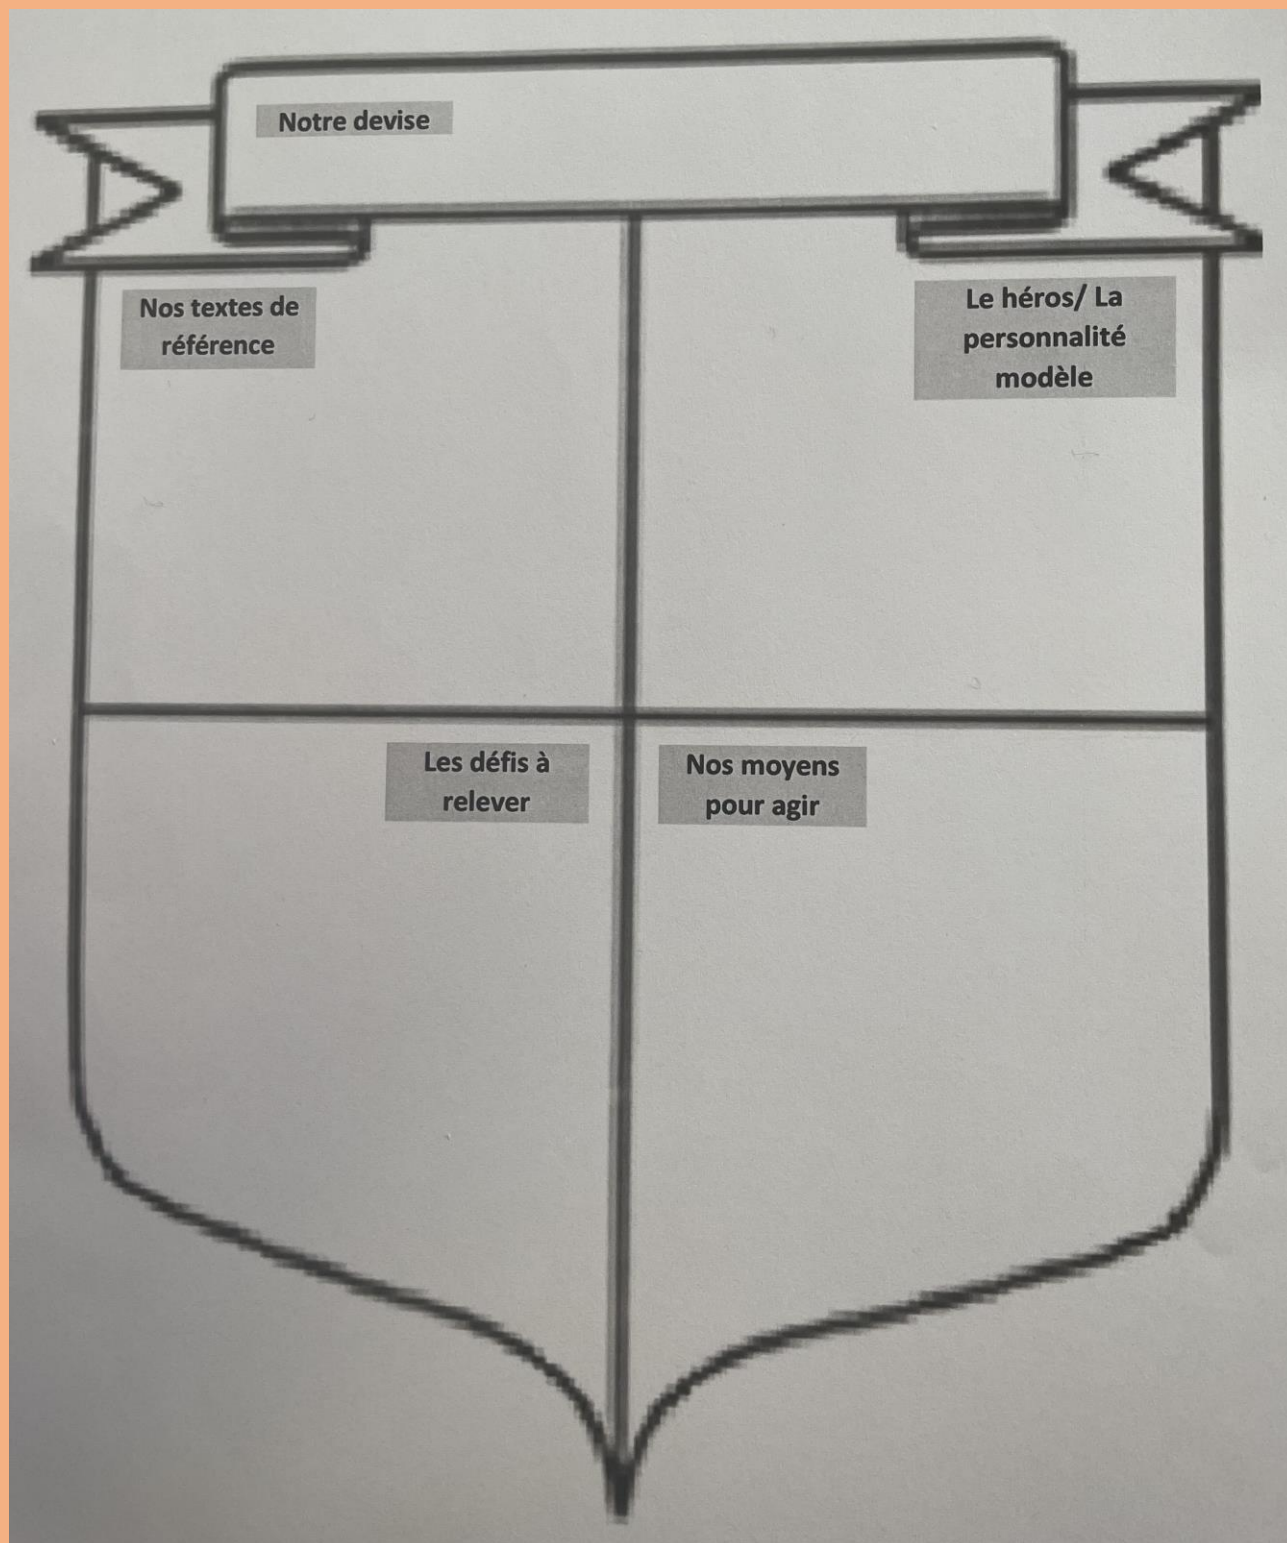 Notre devise
Nos textes de
référence
Le héros/ La
personnalité
modèle
Les défis à
relever
Nos moyens
pour agir